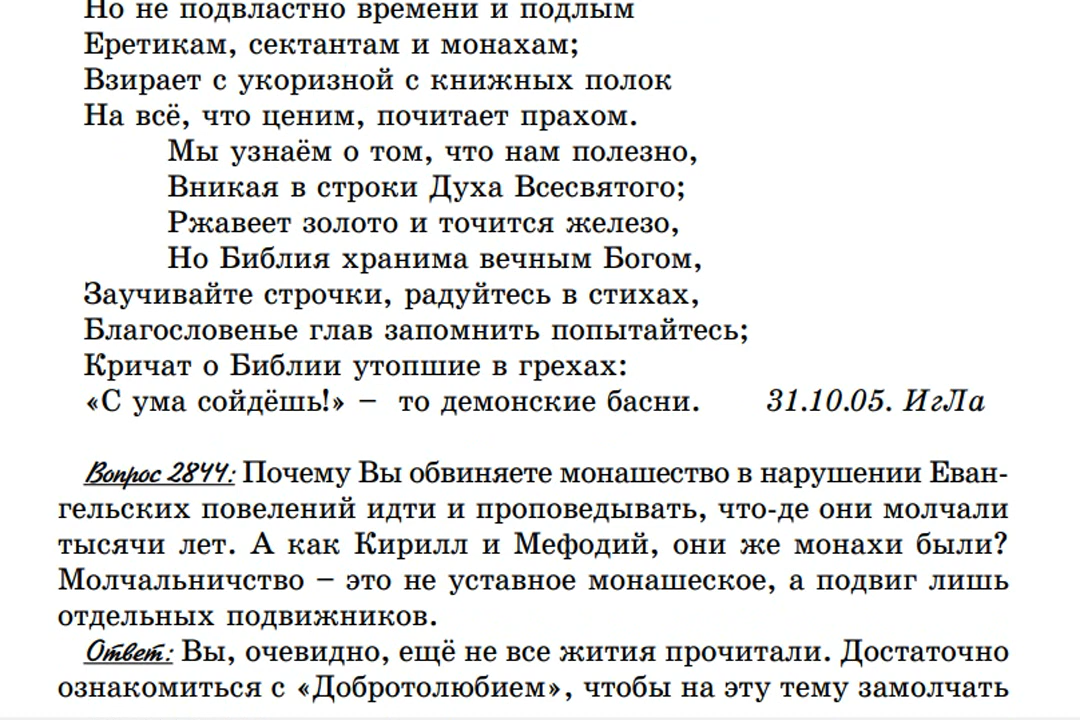 Но не подвластно времени и подлым
Еретикам, сектантам и монахам;
Взирает с укоризной с книжных полок
На всё, что ценим, почитает прахом.
Мы узнаём о том, что нам полезно,
Вникая в строки Духа Всесвятого;
Ржавеет золото и точится железо,
Но Библия хранима вечным Богом,
Заучивайте строчки, радуйтесь в стихах,
Благословенье глав запомнить попытайтесь;
Кричат о Библии утопшие в грехах:
«С ума сойдёшь!» – то демонские басни. 31.10.05. ИгЛа
Вопрос 2844: Почему Вы обвиняете монашество в нарушении Еван-
гельских повелений идти и проповедывать, что-де они молчали
тысячи лет. А как Кирилл и Мефодий, они же монахи были?
Молчальничство – это не уставное монашеское, а подвиг лишь
отдельных подвижников.
Ответ: Вы, очевидно, ещё не все жития прочитали. Достаточно
ознакомиться с «Добротолюбием», чтобы на эту тему замолчать